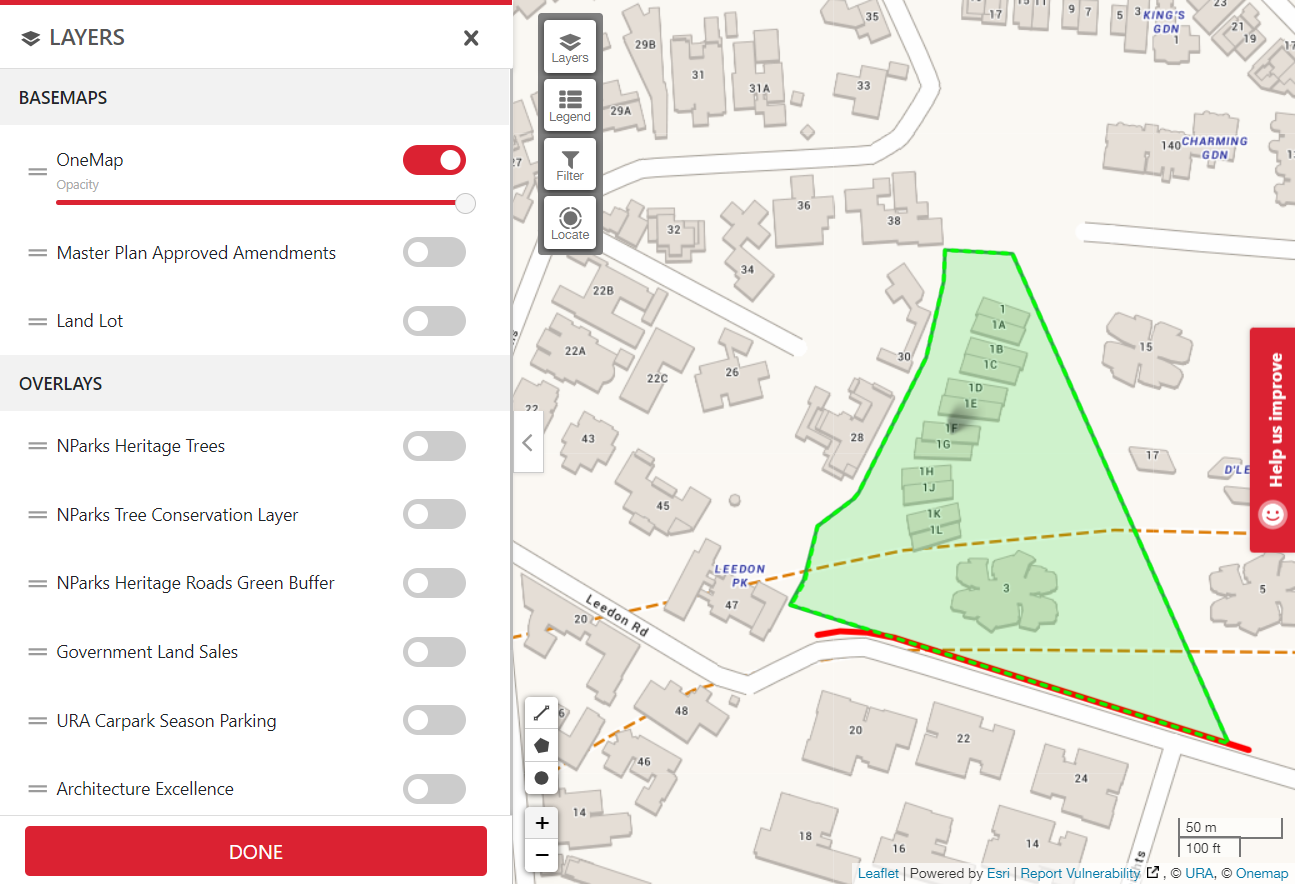 LAYERS
BASEMAPS
OneMap
Opacity
Master Plan Approved Amendments
Land Lot
OVERLAYS
NParks Heritage Trees
NParks Tree Conservation Layer
NParks Heritage Roads Green Buffer
Government Land Sales
URA Carpark Season Parking
Architecture Excellence
DONE
Layers
Legend
Filter
Locate
Help us improve
35
17
15
11
9
7
5
3
KING'S
GDN
1
23
21
19
29B
31
31A
33
29A
27
140
CHARMING
GDN
36
38
32
34
22B
22A
22C
26
22
30
28
43
45
1
1A
1B
1C
1D
1E
1F
1G
1H
1J
1K
1L
15
17
D'LE
LEEDON
PK
47
3
5
Leedon Rd
20
48
46
14
20
22
24
18
16
14
+
−
50 m
100 ft
Leaflet | Powered by Esri | Report Vulnerability , © URA, © Onemap